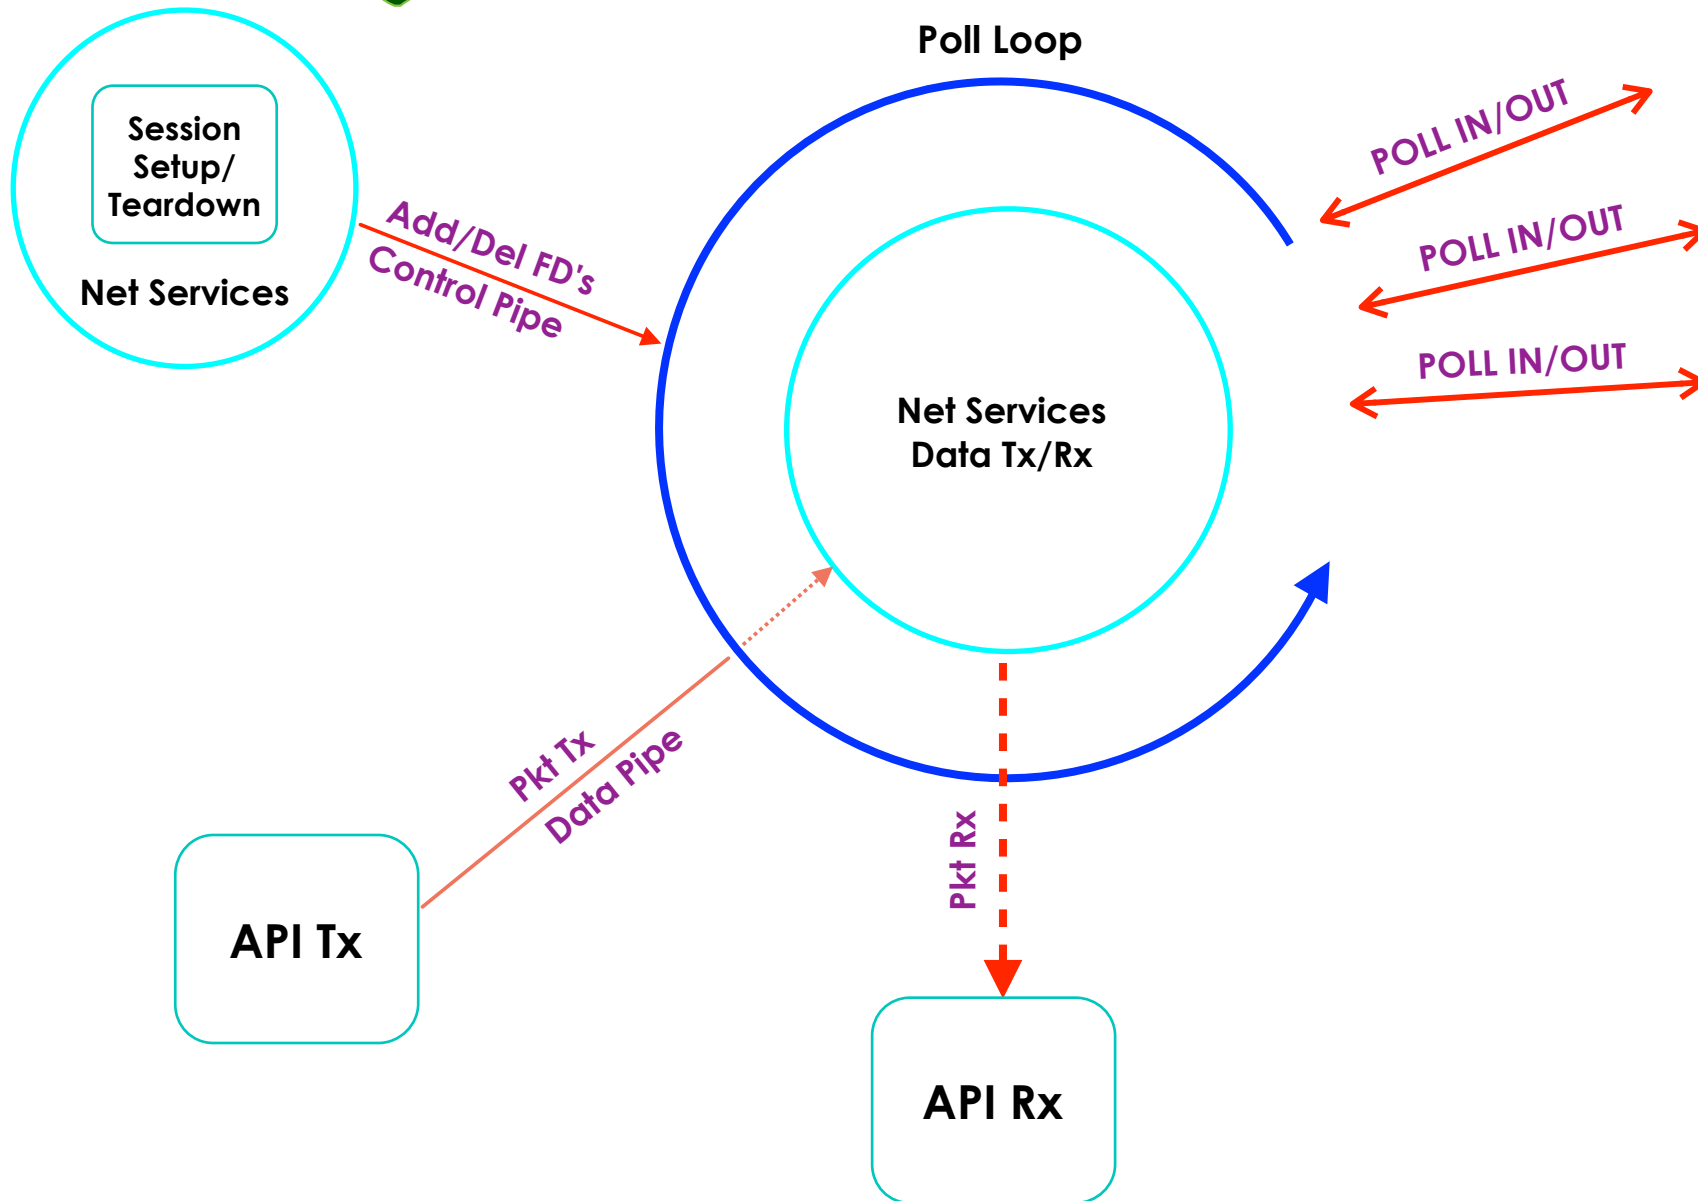 Poll Loop
Session
Setup/
Teardown
Net Services
Add/Del FD's
Control Pipe
POLL IN/OUT
POLL IN/OUT
POLL IN/OUT
Net Services
Data Tx/Rx
Pkt Tx
Data Pipe
Pkt Rx
API Tx
API Rx